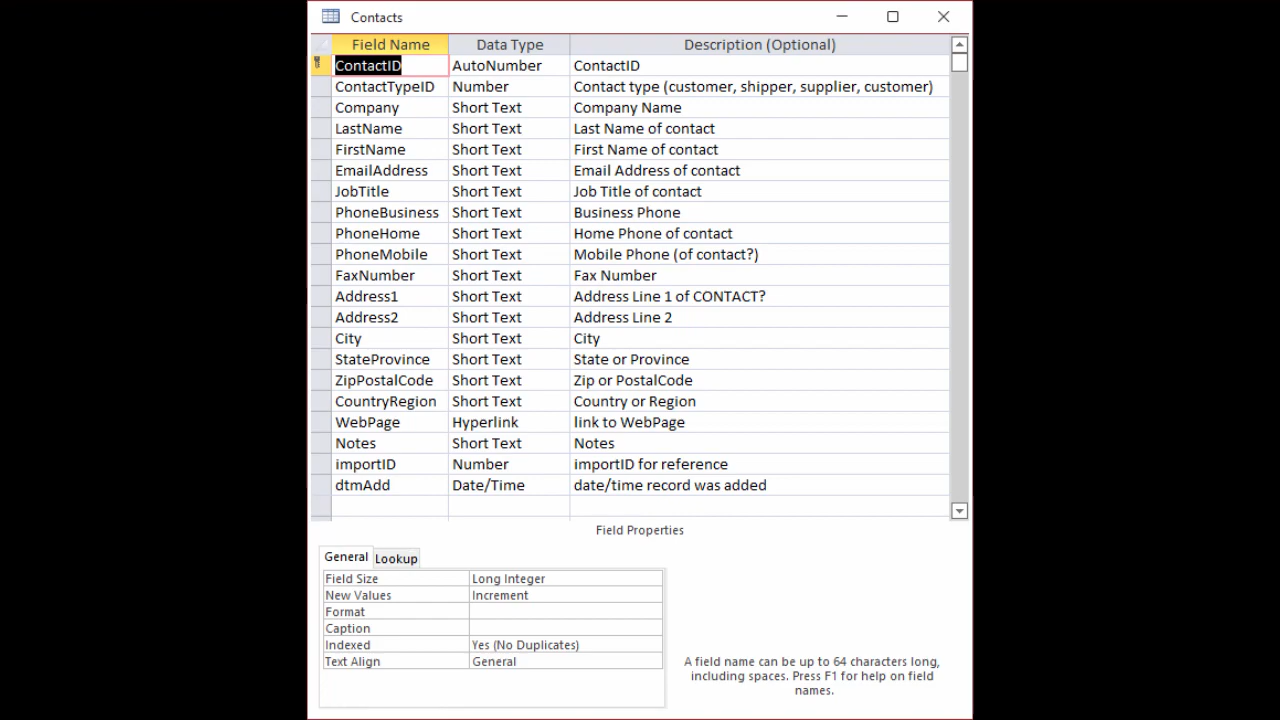 Contacts
Field Name Data Type Description (Optional)
ContactID AutoNumber ContactID
ContactTypeID Number Contact type (customer, shipper, supplier, customer)
Company Short Text Company Name
LastName Short Text Last Name of contact
FirstName Short Text First Name of contact
EmailAddress Short Text Email Address of contact
JobTitle Short Text Job Title of contact
PhoneBusiness Short Text Business Phone
PhoneHome Short Text Home Phone of contact
PhoneMobile Short Text Mobile Phone (of contact?)
FaxNumber Short Text Fax Number
Address1 Short Text Address Line 1 of CONTACT?
Address2 Short Text Address Line 2
City Short Text City
StateProvince Short Text State or Province
ZipPostalCode Short Text Zip or PostalCode
CountryRegion Short Text Country or Region
WebPage Hyperlink link to WebPage
Notes Short Text Notes
importID Number importID for reference
dtmAdd Date/Time date/time record was added
Field Properties
General Lookup
Field Size Long Integer
New Values Increment
Format
Caption
Indexed Yes (No Duplicates)
Text Align General
A field name can be up to 64 characters long,
including spaces. Press F1 for help on field
names.